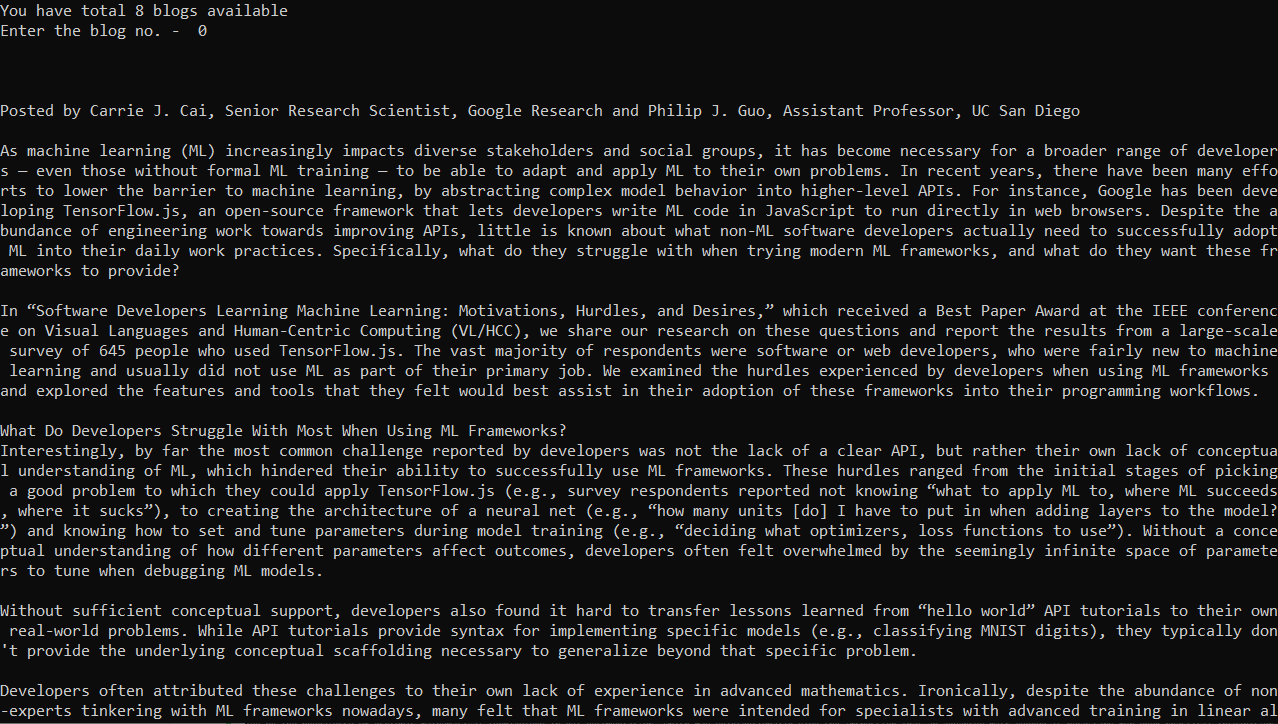 You have total 8 blogs available
Enter the blog no. -  0
Posted by Carrie J. Cai, Senior Research Scientist, Google Research and Philip J. Guo, Assistant Professor, UC San Diego
As machine learning (ML) increasingly impacts diverse stakeholders and social groups, it has become necessary for a broader range of developer
s — even those without formal ML training — to be able to adapt and apply ML to their own problems. In recent years, there have been many effo
rts to lower the barrier to machine learning, by abstracting complex model behavior into higher-level APIs. For instance, Google has been deve
loping TensorFlow.js, an open-source framework that lets developers write ML code in JavaScript to run directly in web browsers. Despite the a
bundance of engineering work towards improving APIs, little is known about what non-ML software developers actually need to successfully adopt
 ML into their daily work practices. Specifically, what do they struggle with when trying modern ML frameworks, and what do they want these fr
ameworks to provide?
In “Software Developers Learning Machine Learning: Motivations, Hurdles, and Desires,” which received a Best Paper Award at the IEEE conferenc
e on Visual Languages and Human-Centric Computing (VL/HCC), we share our research on these questions and report the results from a large-scale
 survey of 645 people who used TensorFlow.js. The vast majority of respondents were software or web developers, who were fairly new to machine
 learning and usually did not use ML as part of their primary job. We examined the hurdles experienced by developers when using ML frameworks
and explored the features and tools that they felt would best assist in their adoption of these frameworks into their programming workflows.
What Do Developers Struggle With Most When Using ML Frameworks?
Interestingly, by far the most common challenge reported by developers was not the lack of a clear API, but rather their own lack of conceptua
l understanding of ML, which hindered their ability to successfully use ML frameworks. These hurdles ranged from the initial stages of picking
 a good problem to which they could apply TensorFlow.js (e.g., survey respondents reported not knowing “what to apply ML to, where ML succeeds
, where it sucks”), to creating the architecture of a neural net (e.g., “how many units [do] I have to put in when adding layers to the model?
”) and knowing how to set and tune parameters during model training (e.g., “deciding what optimizers, loss functions to use”). Without a conce
ptual understanding of how different parameters affect outcomes, developers often felt overwhelmed by the seemingly infinite space of paramete
rs to tune when debugging ML models.
Without sufficient conceptual support, developers also found it hard to transfer lessons learned from “hello world” API tutorials to their own
 real-world problems. While API tutorials provide syntax for implementing specific models (e.g., classifying MNIST digits), they typically don
't provide the underlying conceptual scaffolding necessary to generalize beyond that specific problem.
Developers often attributed these challenges to their own lack of experience in advanced mathematics. Ironically, despite the abundance of non
-experts tinkering with ML frameworks nowadays, many felt that ML frameworks were intended for specialists with advanced training in linear al